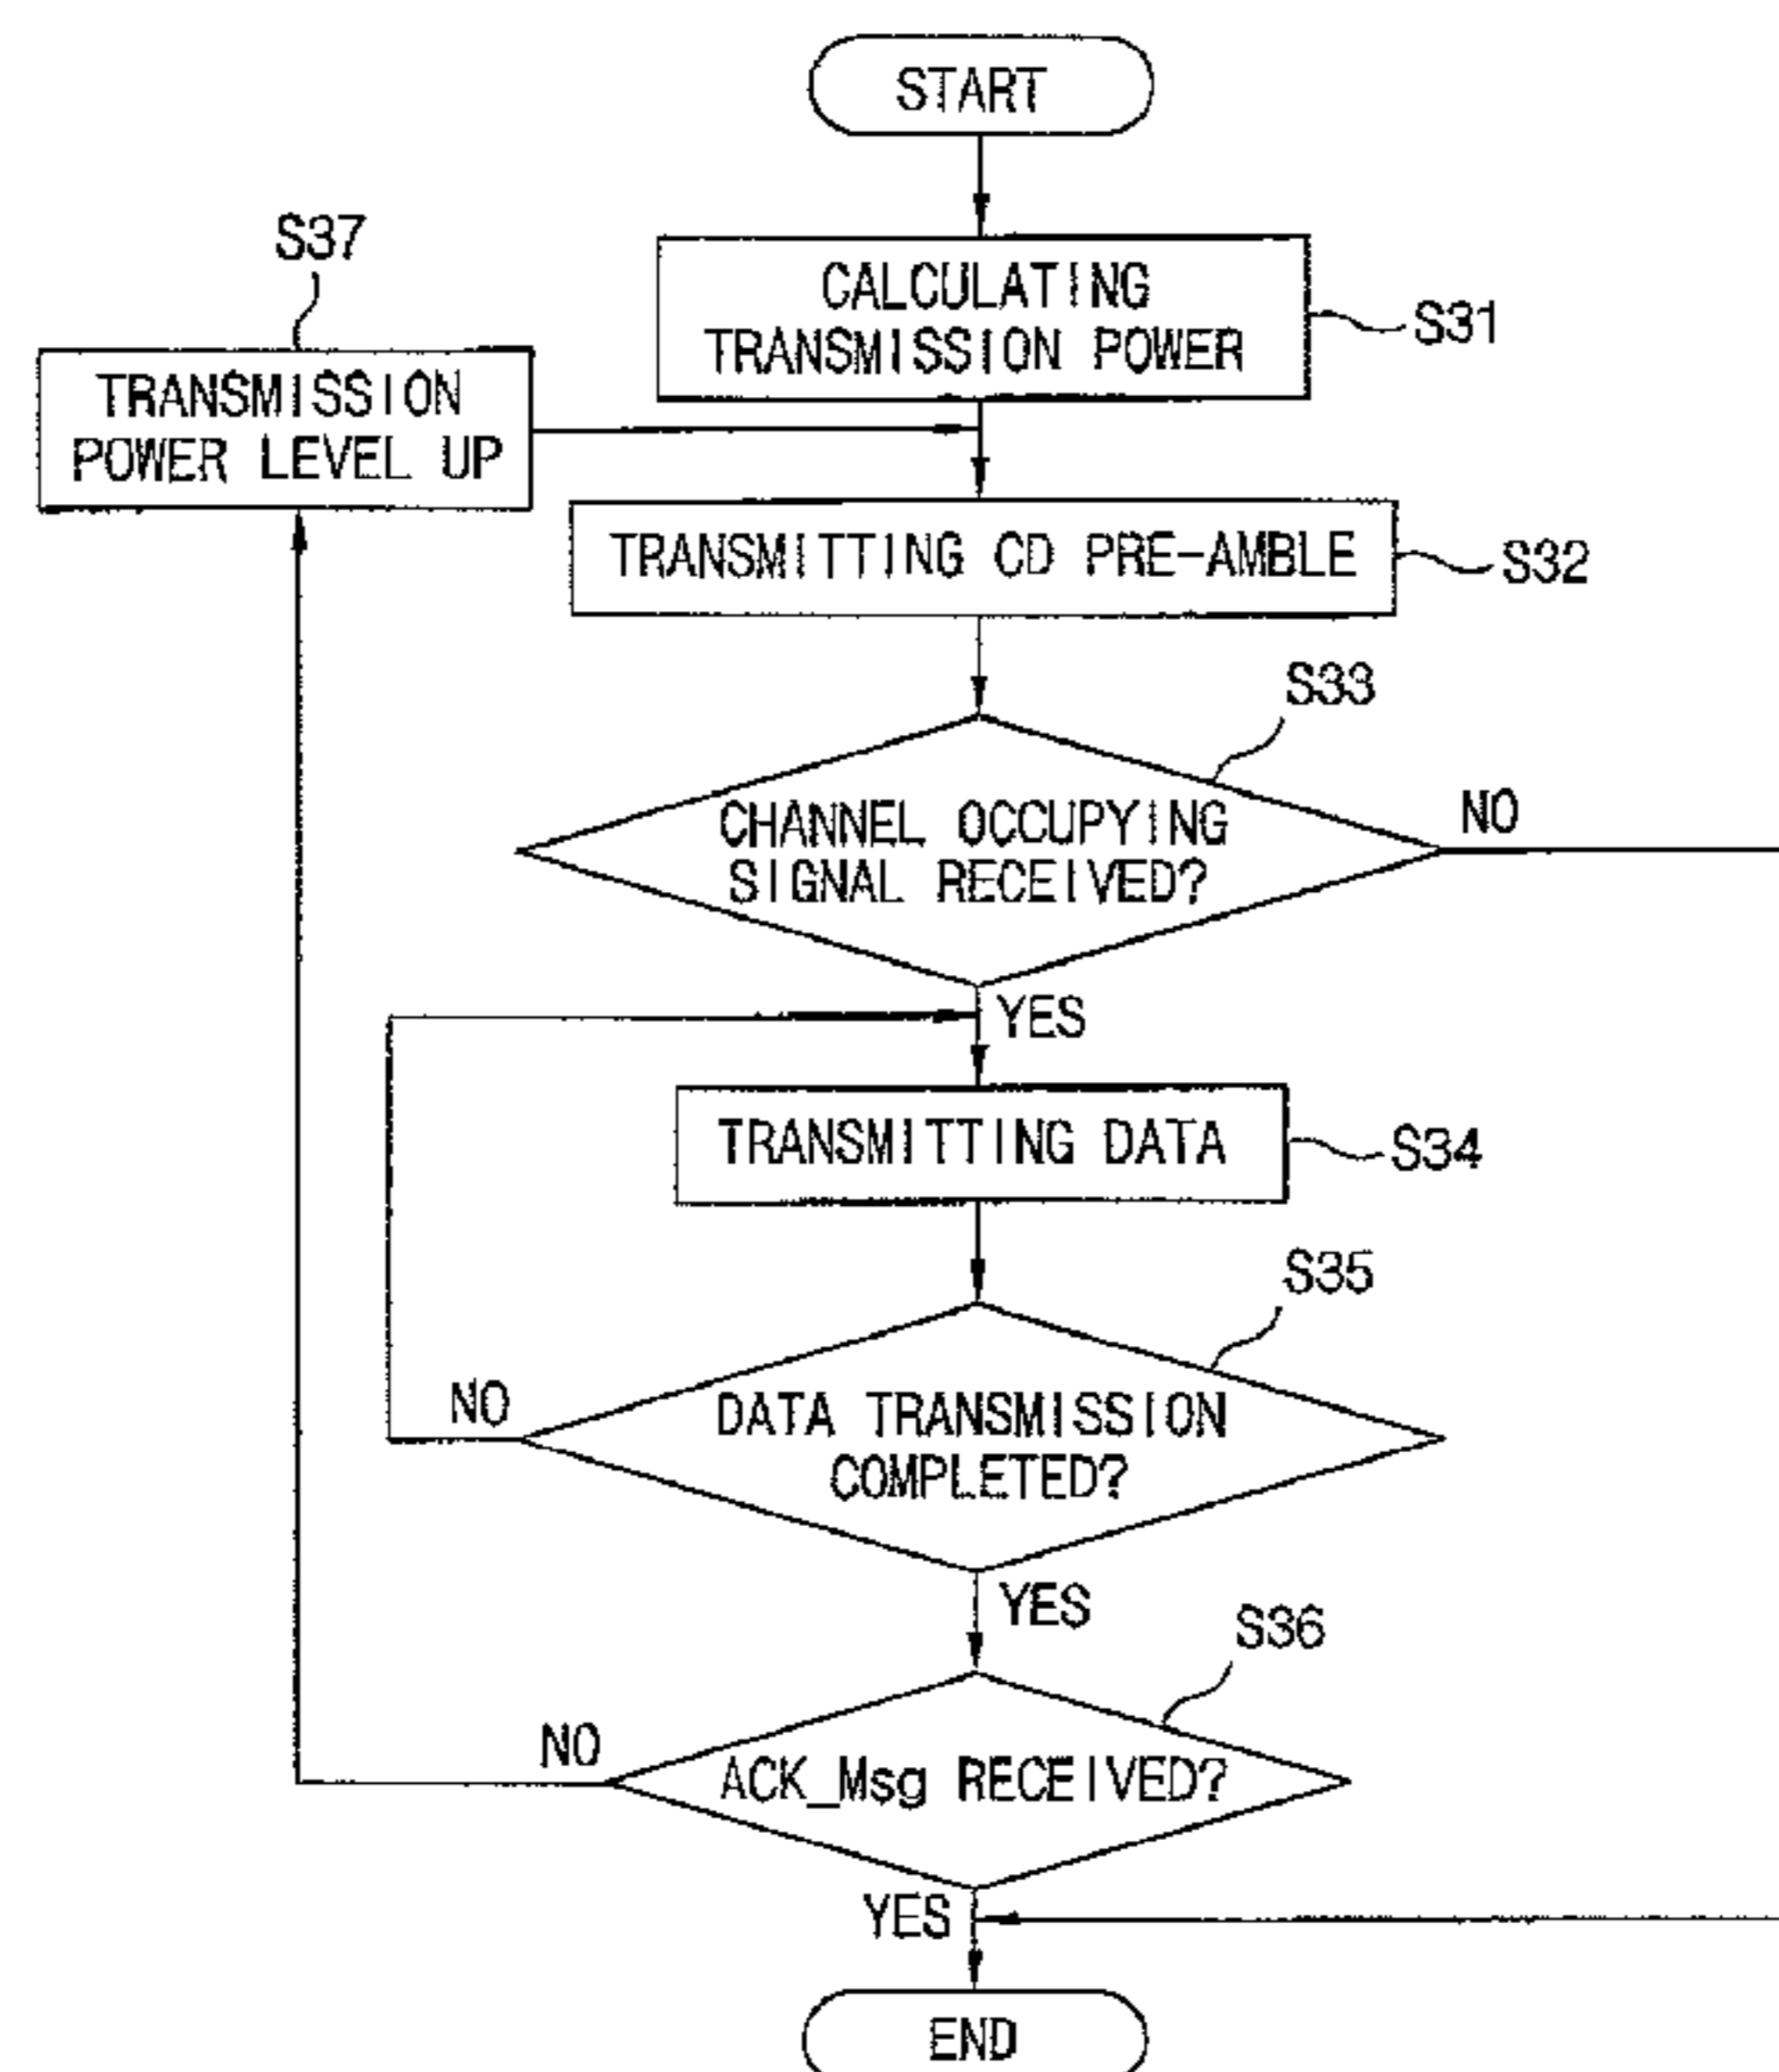 START
S37
CALCULATING
TRANSMISSION POWER
S31
TRANSMISSION
POWER LEVEL UP
TRANSMITTING CD PRE-AMBLE
S32
S33
CHANNEL OCCUPYING
SIGNAL RECEIVED?
NO
YES
TRANSMITTING DATA
S34
S35
NO
DATA TRANSMISSION
COMPLETED?
YES
S36
NO
ACK_Msg RECEIVED?
YES
END